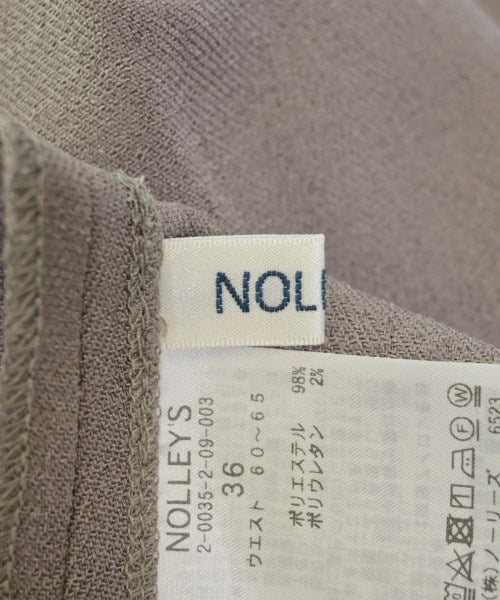 NOLL
NOLLEY'S
2-0035-2-09-003
36
ウエスト 60～65
ポリエステル 98%
ポリウレタン 2%
(株)ノーリーズ
6523